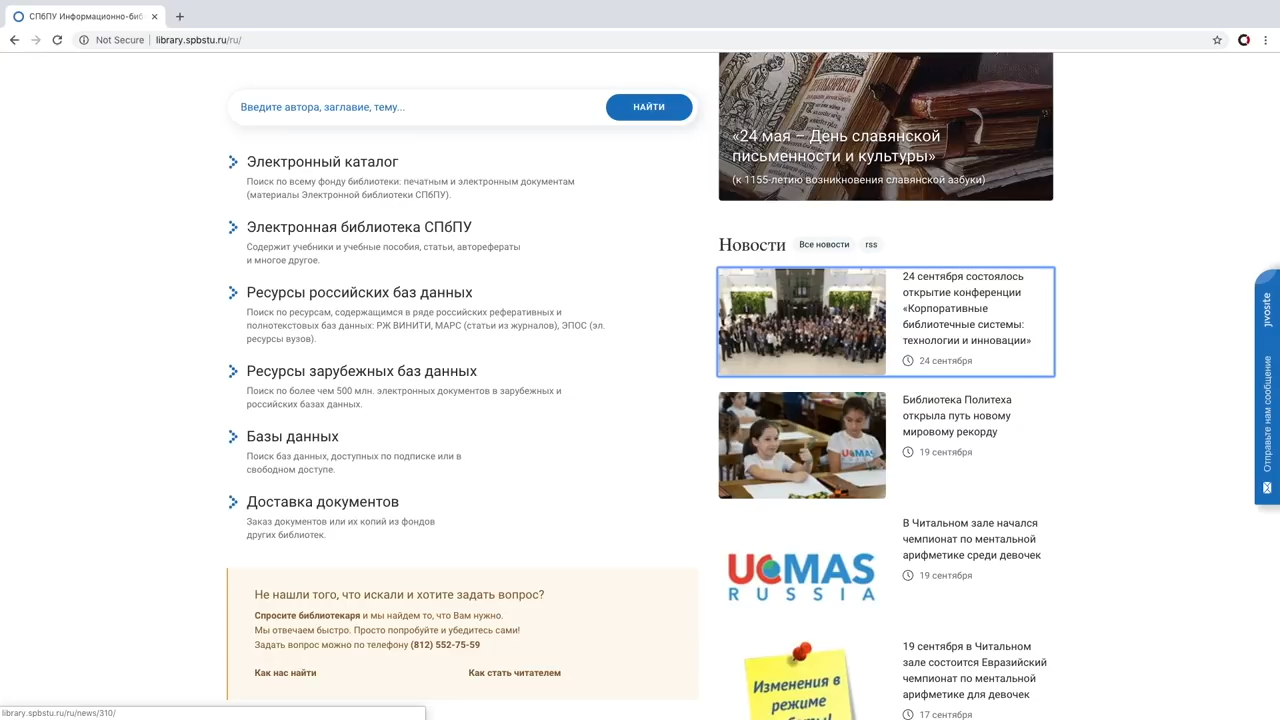 СПбПУ Информационно-биб
Not Secure
library.spbstu.ru/ru/
Введите автора, заглавие, тему...
НАЙТИ
Электронный каталог
Поиск по всему фонду библиотеки: печатным и электронным документам
(материалы Электронной библиотеки СПбПУ).
Электронная библиотека СПбПУ
Содержит учебники и учебные пособия, статьи, авторефераты
и многое другое.
Ресурсы российских баз данных
Поиск по ресурсам, содержащимся в ряде российских реферативных и
полнотекстовых баз данных: РЖ ВИНИТИ, МАРС (статьи из журналов), ЭПОС (эл.
ресурсы вузов).
Ресурсы зарубежных баз данных
Поиск по более чем 500 млн. электронных документов в зарубежных и
российских базах данных.
Базы данных
Поиск баз данных, доступных по подписке или в
свободном доступе.
Доставка документов
Заказ документов или их копий из фондов
других библиотек.
Не нашли того, что искали и хотите задать вопрос?
Спросите библиотекаря и мы найдем то, что Вам нужно.
Мы отвечаем быстро. Просто попробуйте и убедитесь сами!
Задать вопрос можно по телефону (812) 552-75-59
Как нас найти
Как стать читателем
«24 мая – День славянской
письменности и культуры»
(к 1155-летию возникновения славянской азбуки)
Новости
Все новости
rss
24 сентября состоялось
открытие конференции
«Корпоративные
библиотечные системы:
технологии и инновации»
24 сентября
Библиотека Политеха
открыла путь новому
мировому рекорду
19 сентября
UCMAS
В Читальном зале начался
чемпионат по ментальной
арифметике среди девочек
19 сентября
UCMAS
RUSSIA
19 сентября в Читальном
зале состоится Евразийский
чемпионат по ментальной
арифметике для девочек
17 сентября
Изменения в
режиме
работы!
jivosite
Отправьте нам сообщение
library.spbstu.ru/ru/news/310/